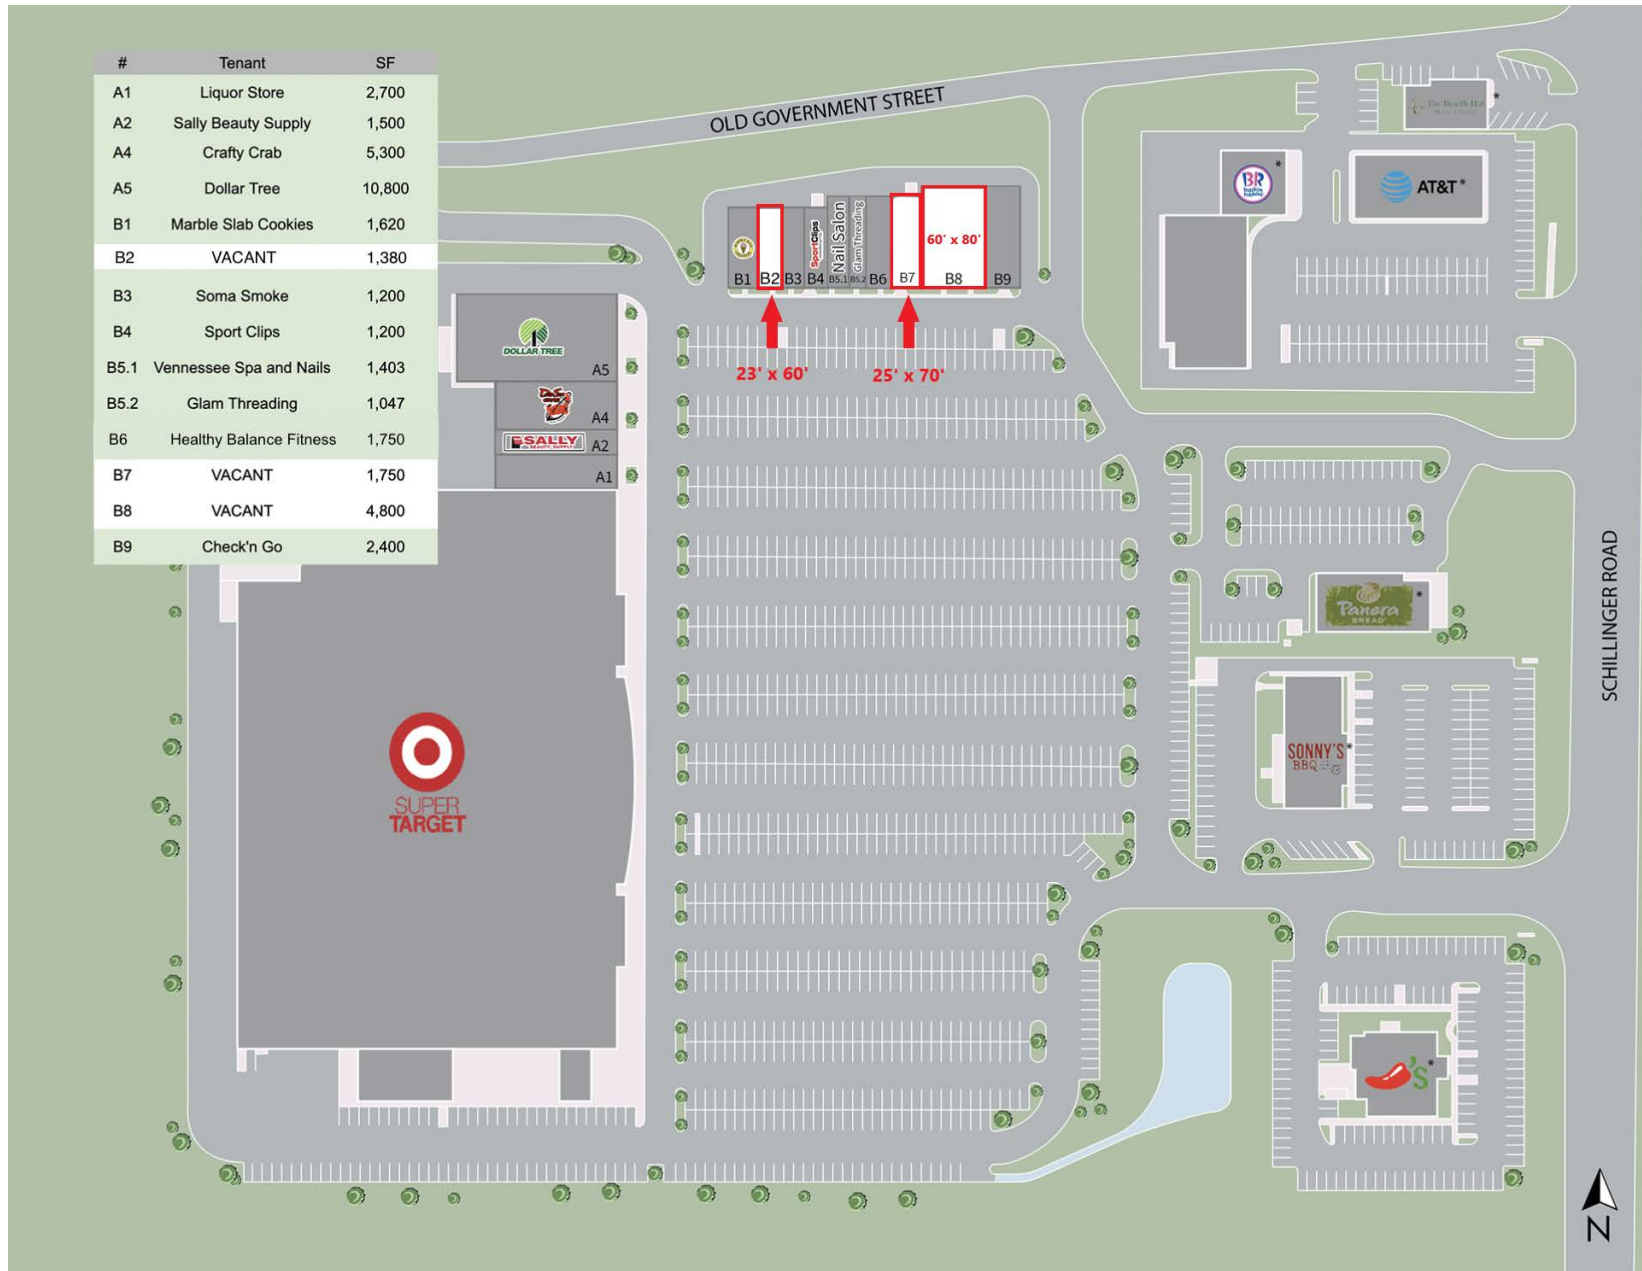 # Tenant SF
A1 Liquor Store 2,700
A2 Sally Beauty Supply 1,500
A4 Crafty Crab 5,300
A5 Dollar Tree 10,800
B1 Marble Slab Cookies 1,620
B2 VACANT 1,380
B3 Soma Smoke 1,200
B4 Sport Clips 1,200
B5.1 Vennessee Spa and Nails 1,403
B5.2 Glam Threading 1,047
B6 Healthy Balance Fitness 1,750
B7 VACANT 1,750
B8 VACANT 4,800
B9 Check'n Go 2,400
OLD GOVERNMENT STREET
*
BR
*
AT&T*
SportClips
Nail Salon
Glam Threading
60' x 80'
B1 B2 B3 B4 B5.1 B5.2 B6 B7 B8 B9
23' x 60'
25' x 70'
DOLLAR TREE
A5
A4
SALLY
BEAUTY SUPPLY
A2
A1
SUPER
TARGET
Panera
BREAD
*
SONNY'S*
BBQ
SCHILLINGER ROAD
'S*
N